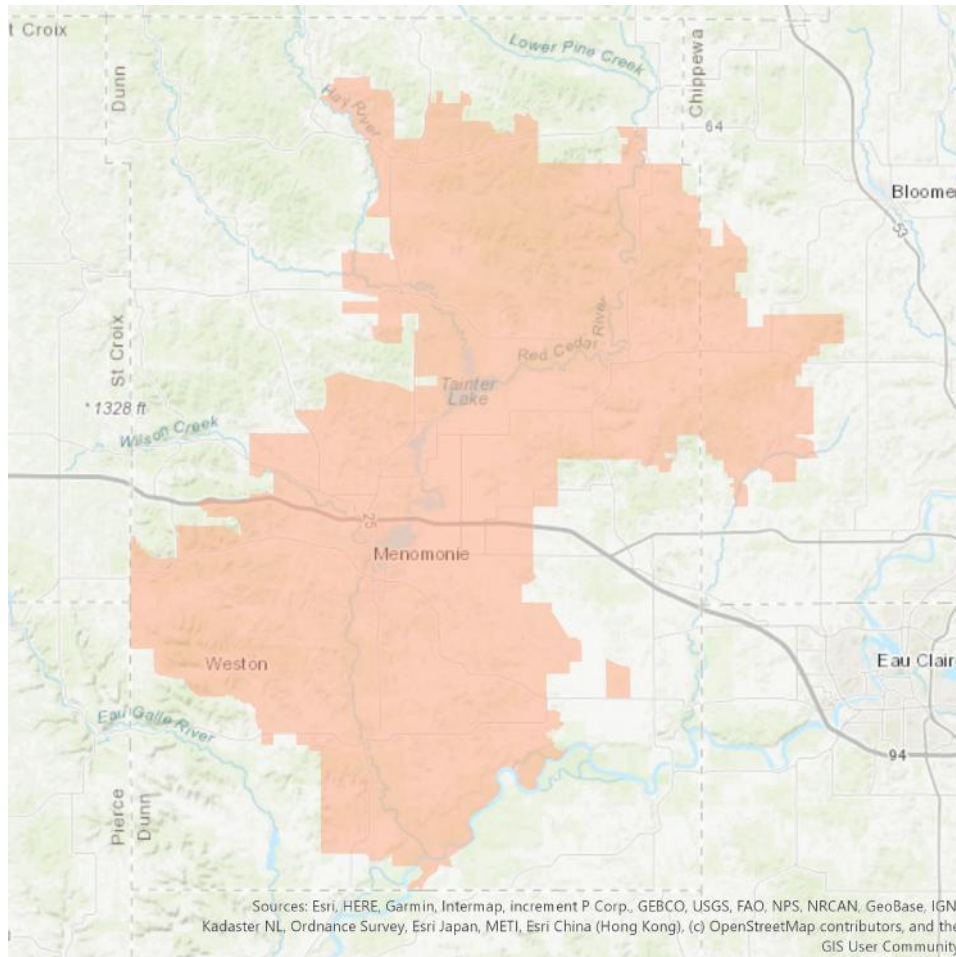 t Croix
Dunn
Lower Pine Creek
Chippewa
Hay River
64
Bloome
53
St Croix
Red Cedar River
Tainter
Lake
* 1328 ft
Wilson Creek
25
Menomonie
Weston
Eau Clair
Eau Galle River
94
Pierce
Dunn
Sources: Esri, HERE, Garmin, Intermap, increment P Corp., GEBCO, USGS, FAO, NPS, NRCAN, GeoBase, IGN
Kadaster NL, Ordnance Survey, Esri Japan, METI, Esri China (Hong Kong), (c) OpenStreetMap contributors, and the
GIS User Community